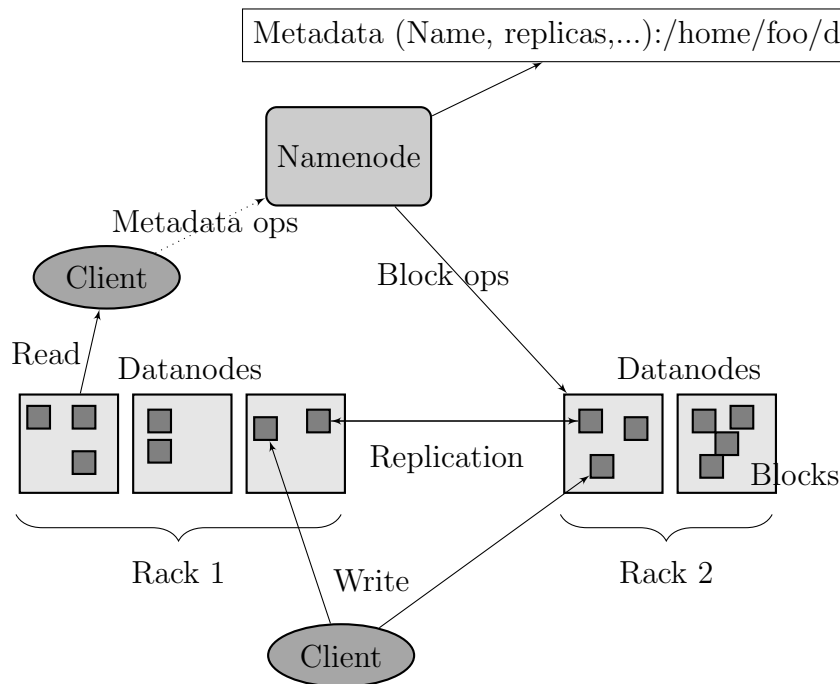 Metadata (Name, replicas,...):/home/foo/d
Namenode
Metadata ops
Client
Block ops
Read
Datanodes
Datanodes
Replication
Blocks
Rack 1
Rack 2
Write
Client